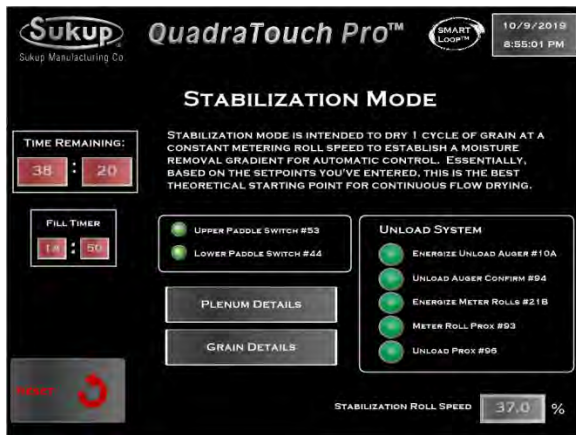 Sukup
Sukup Manufacturing Co
QuadraTouch Pro™
SMART
LOOP™
10/9/2019
8:55:01 PM
STABILIZATION MODE
TIME REMAINING:
38 : 20
STABILIZATION MODE IS INTENDED TO DRY 1 CYCLE OF GRAIN AT A
CONSTANT METERING ROLL SPEED TO ESTABLISH A MOISTURE
REMOVAL GRADIENT FOR AUTOMATIC CONTROL. ESSENTIALLY,
BASED ON THE SETPOINTS YOU'VE ENTERED, THIS IS THE BEST
THEORETICAL STARTING POINT FOR CONTINUOUS FLOW DRYING.
FILL TIMER
18 : 50
UPPER PADDLE SWITCH #53
LOWER PADDLE SWITCH #44
PLENUM DETAILS
GRAIN DETAILS
UNLOAD SYSTEM
ENERGIZE UNLOAD AUGER #10A
UNLOAD AUGER CONFIRM #94
ENERGIZE METER ROLLS #21B
METER ROLL PROX #93
UNLOAD PROX #96
RESET
STABILIZATION ROLL SPEED 37.0 %